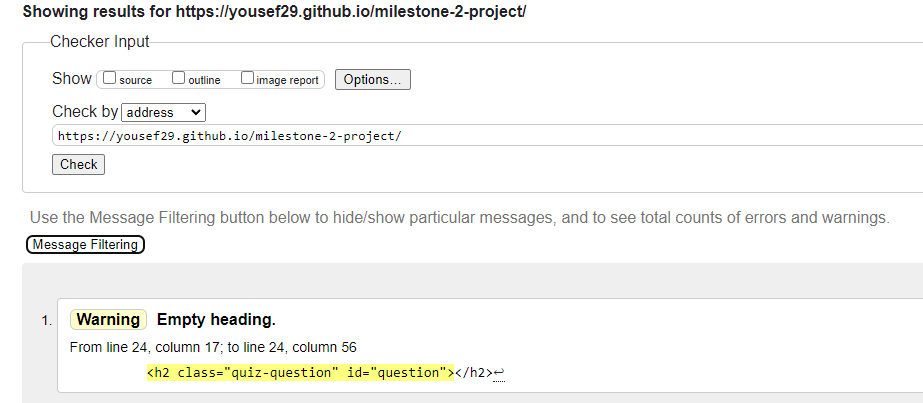 Showing results for https://yousef29.github.io/milestone-2-project/
Checker Input
Show source outline image report Options...
Check by address
https://yousef29.github.io/milestone-2-project/
Check
Use the Message Filtering button below to hide/show particular messages, and to see total counts of errors and warnings.
Message Filtering
1. Warning Empty heading.
From line 24, column 17; to line 24, column 56
<h2 class="quiz-question" id="question"></h2>↩